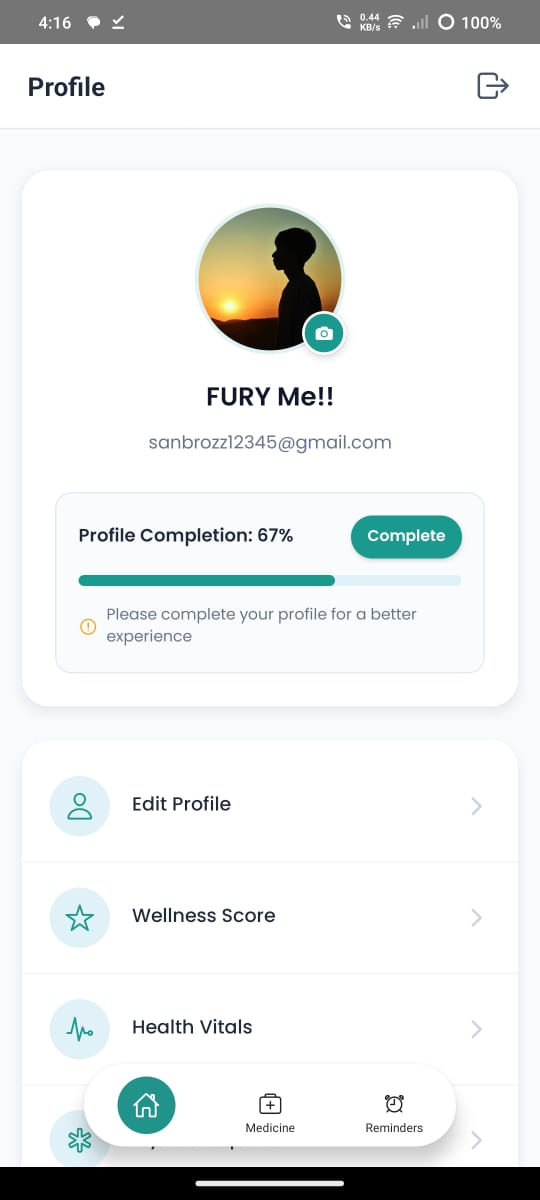 4:16
0.44
KB/s
100%
Profile
FURY Me!!
sanbrozz12345@gmail.com
Profile Completion: 67%
Complete
Please complete your profile for a better
experience
Edit Profile
Wellness Score
Health Vitals
Medicine
Reminders